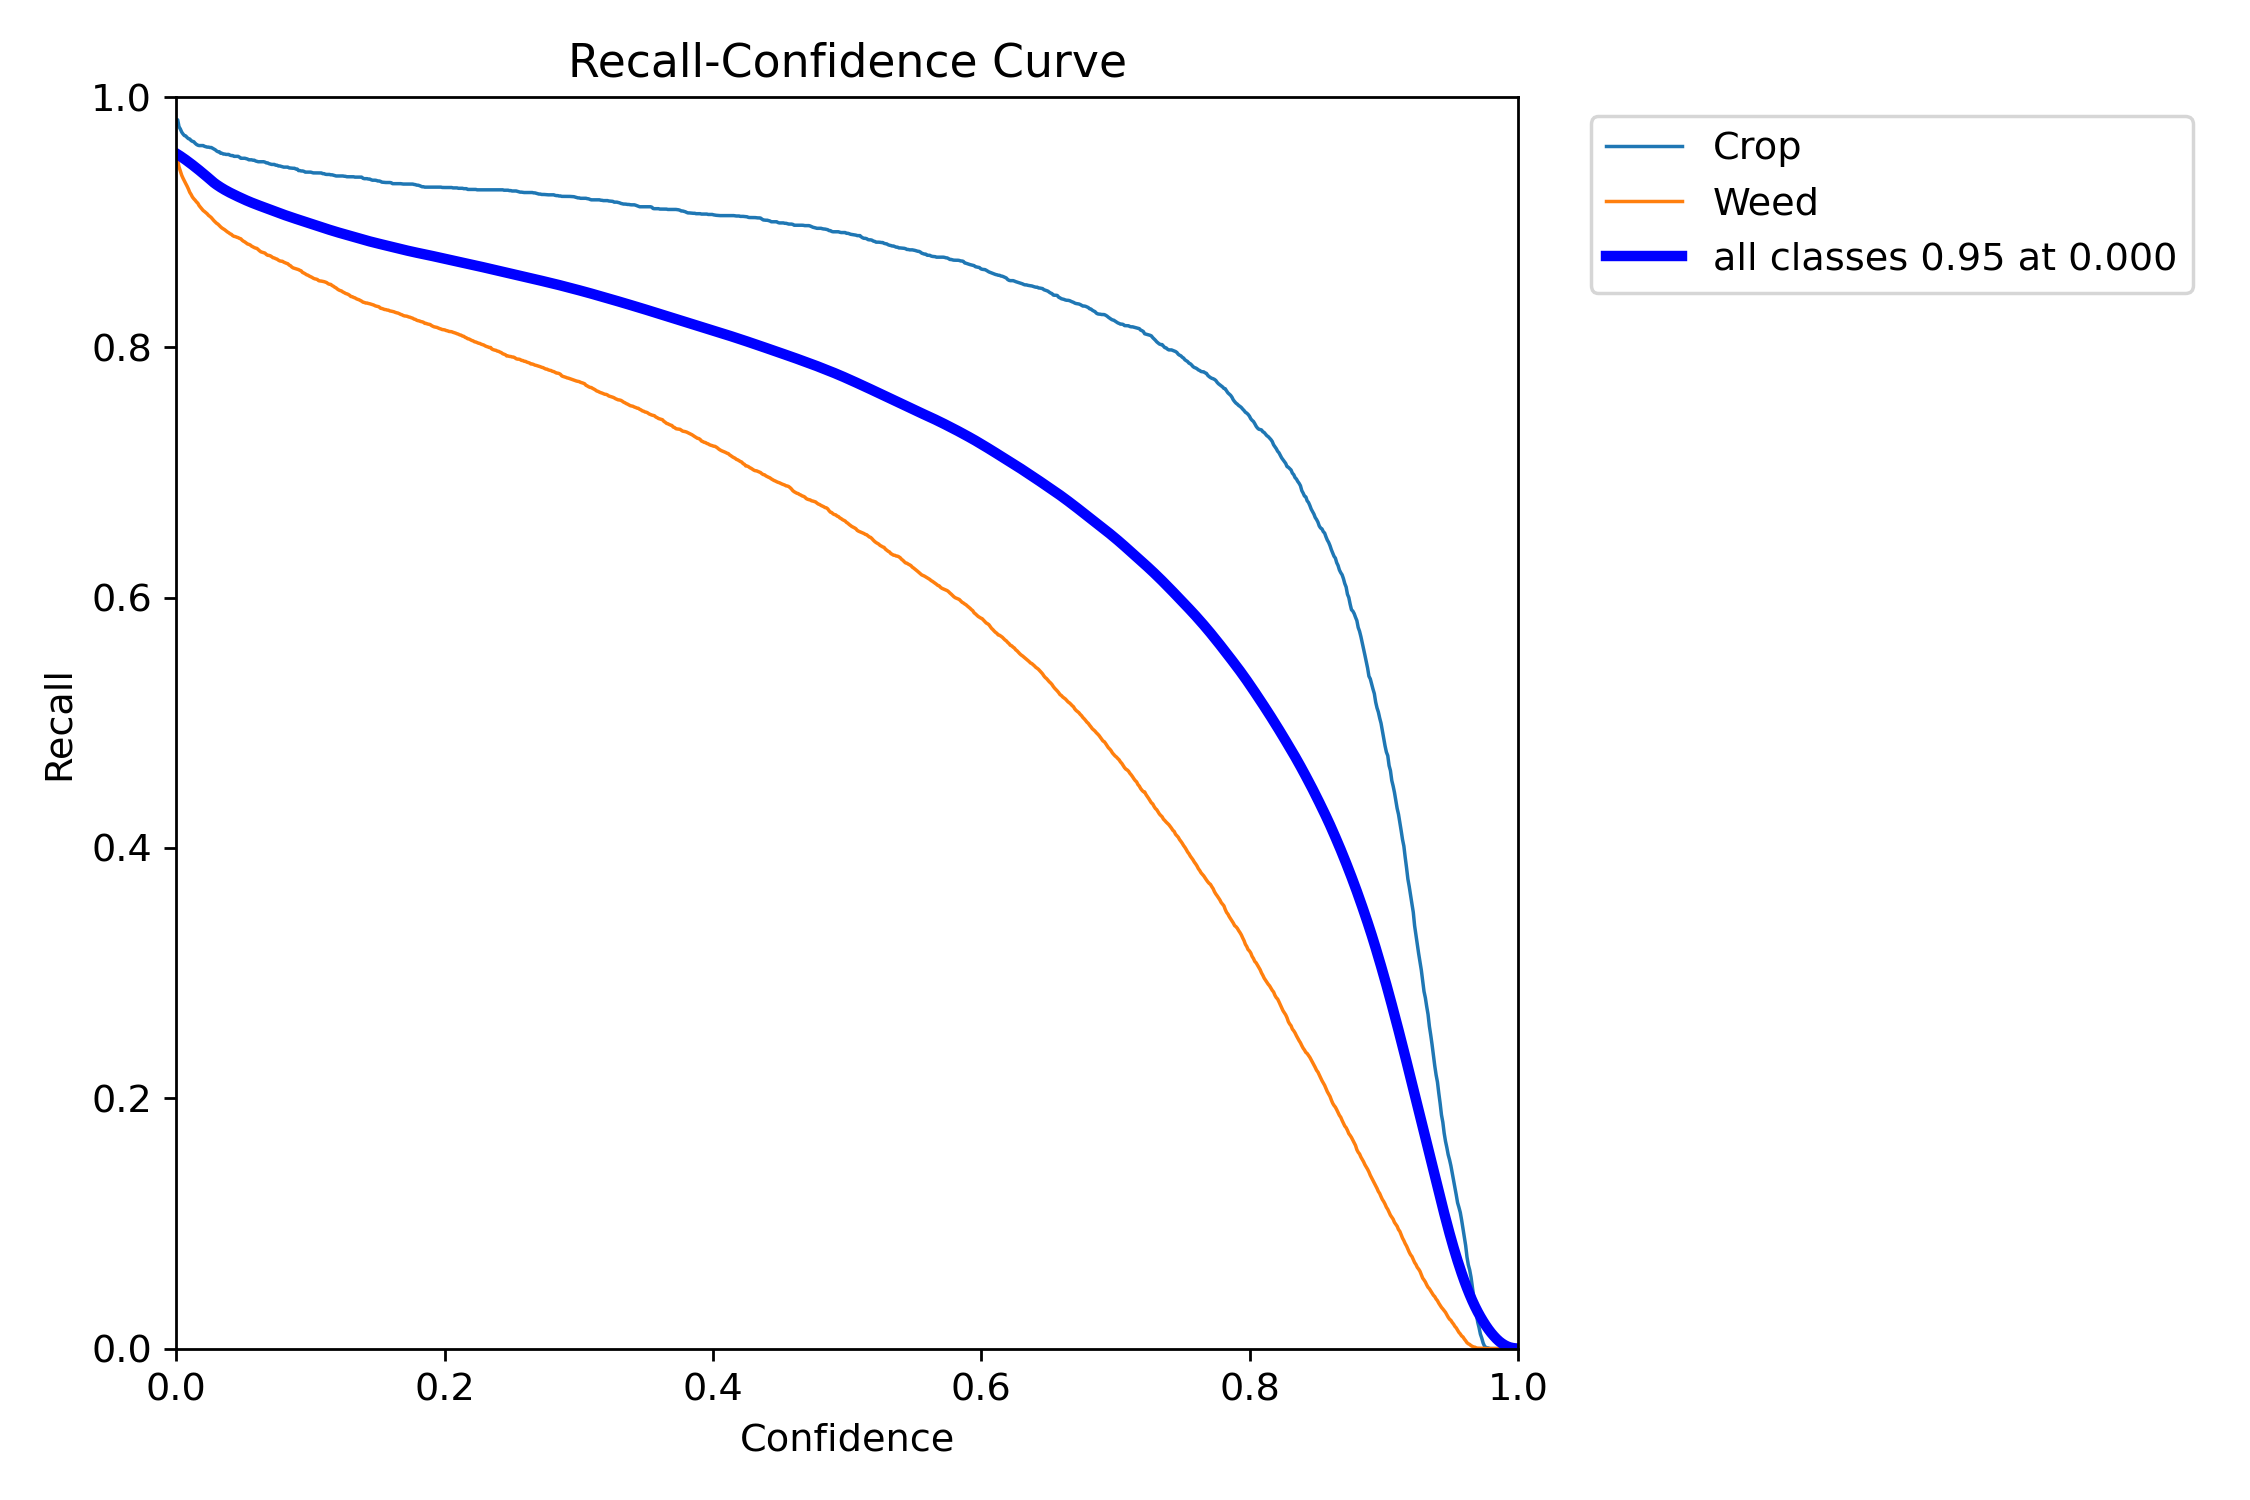 Recall-Confidence Curve
1.0
0.8
0.6
0.4
0.2
0.0
Recall
0.0 0.2 0.4 0.6 0.8 1.0
Confidence
Crop
Weed
all classes 0.95 at 0.000